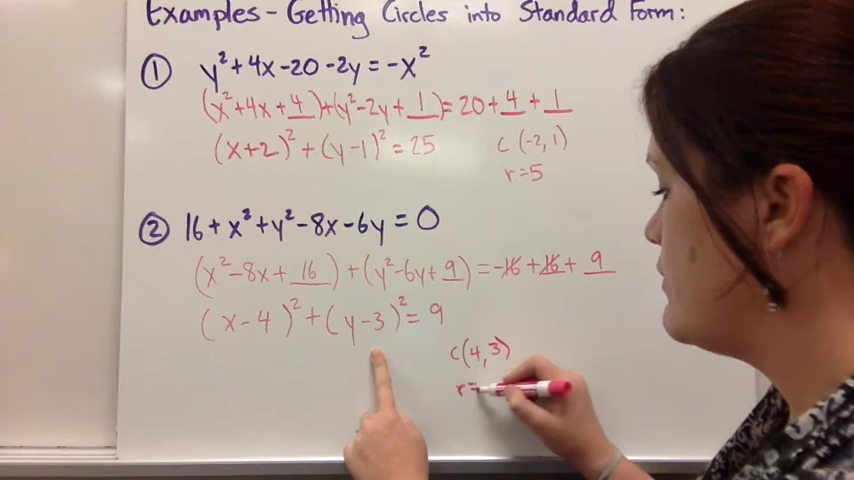 Examples - Getting Circles into Standard Form:
① y²+4x-20-2y=-x²
(x²+4x+4)+(y²-2y+1)=20+4+1
(x+2)²+(y-1)²=25
C(-2,1)
r=5
② 16+x²+y²-8x-6y=0
(x²-8x+16)+(y²-6y+9)=-16+16+9
(x-4)²+(y-3)²=9
C(4,3)
r=